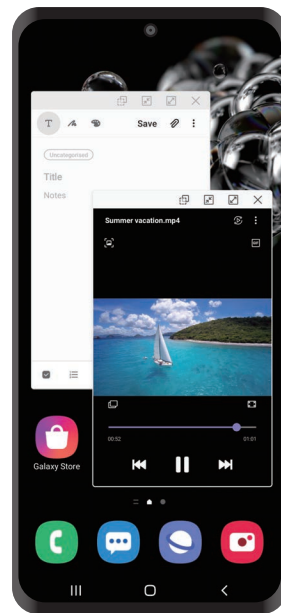 T
Save
Uncategorised
Title
Notes
Summer vacation.mp4
00:52
01:01
Galaxy Store